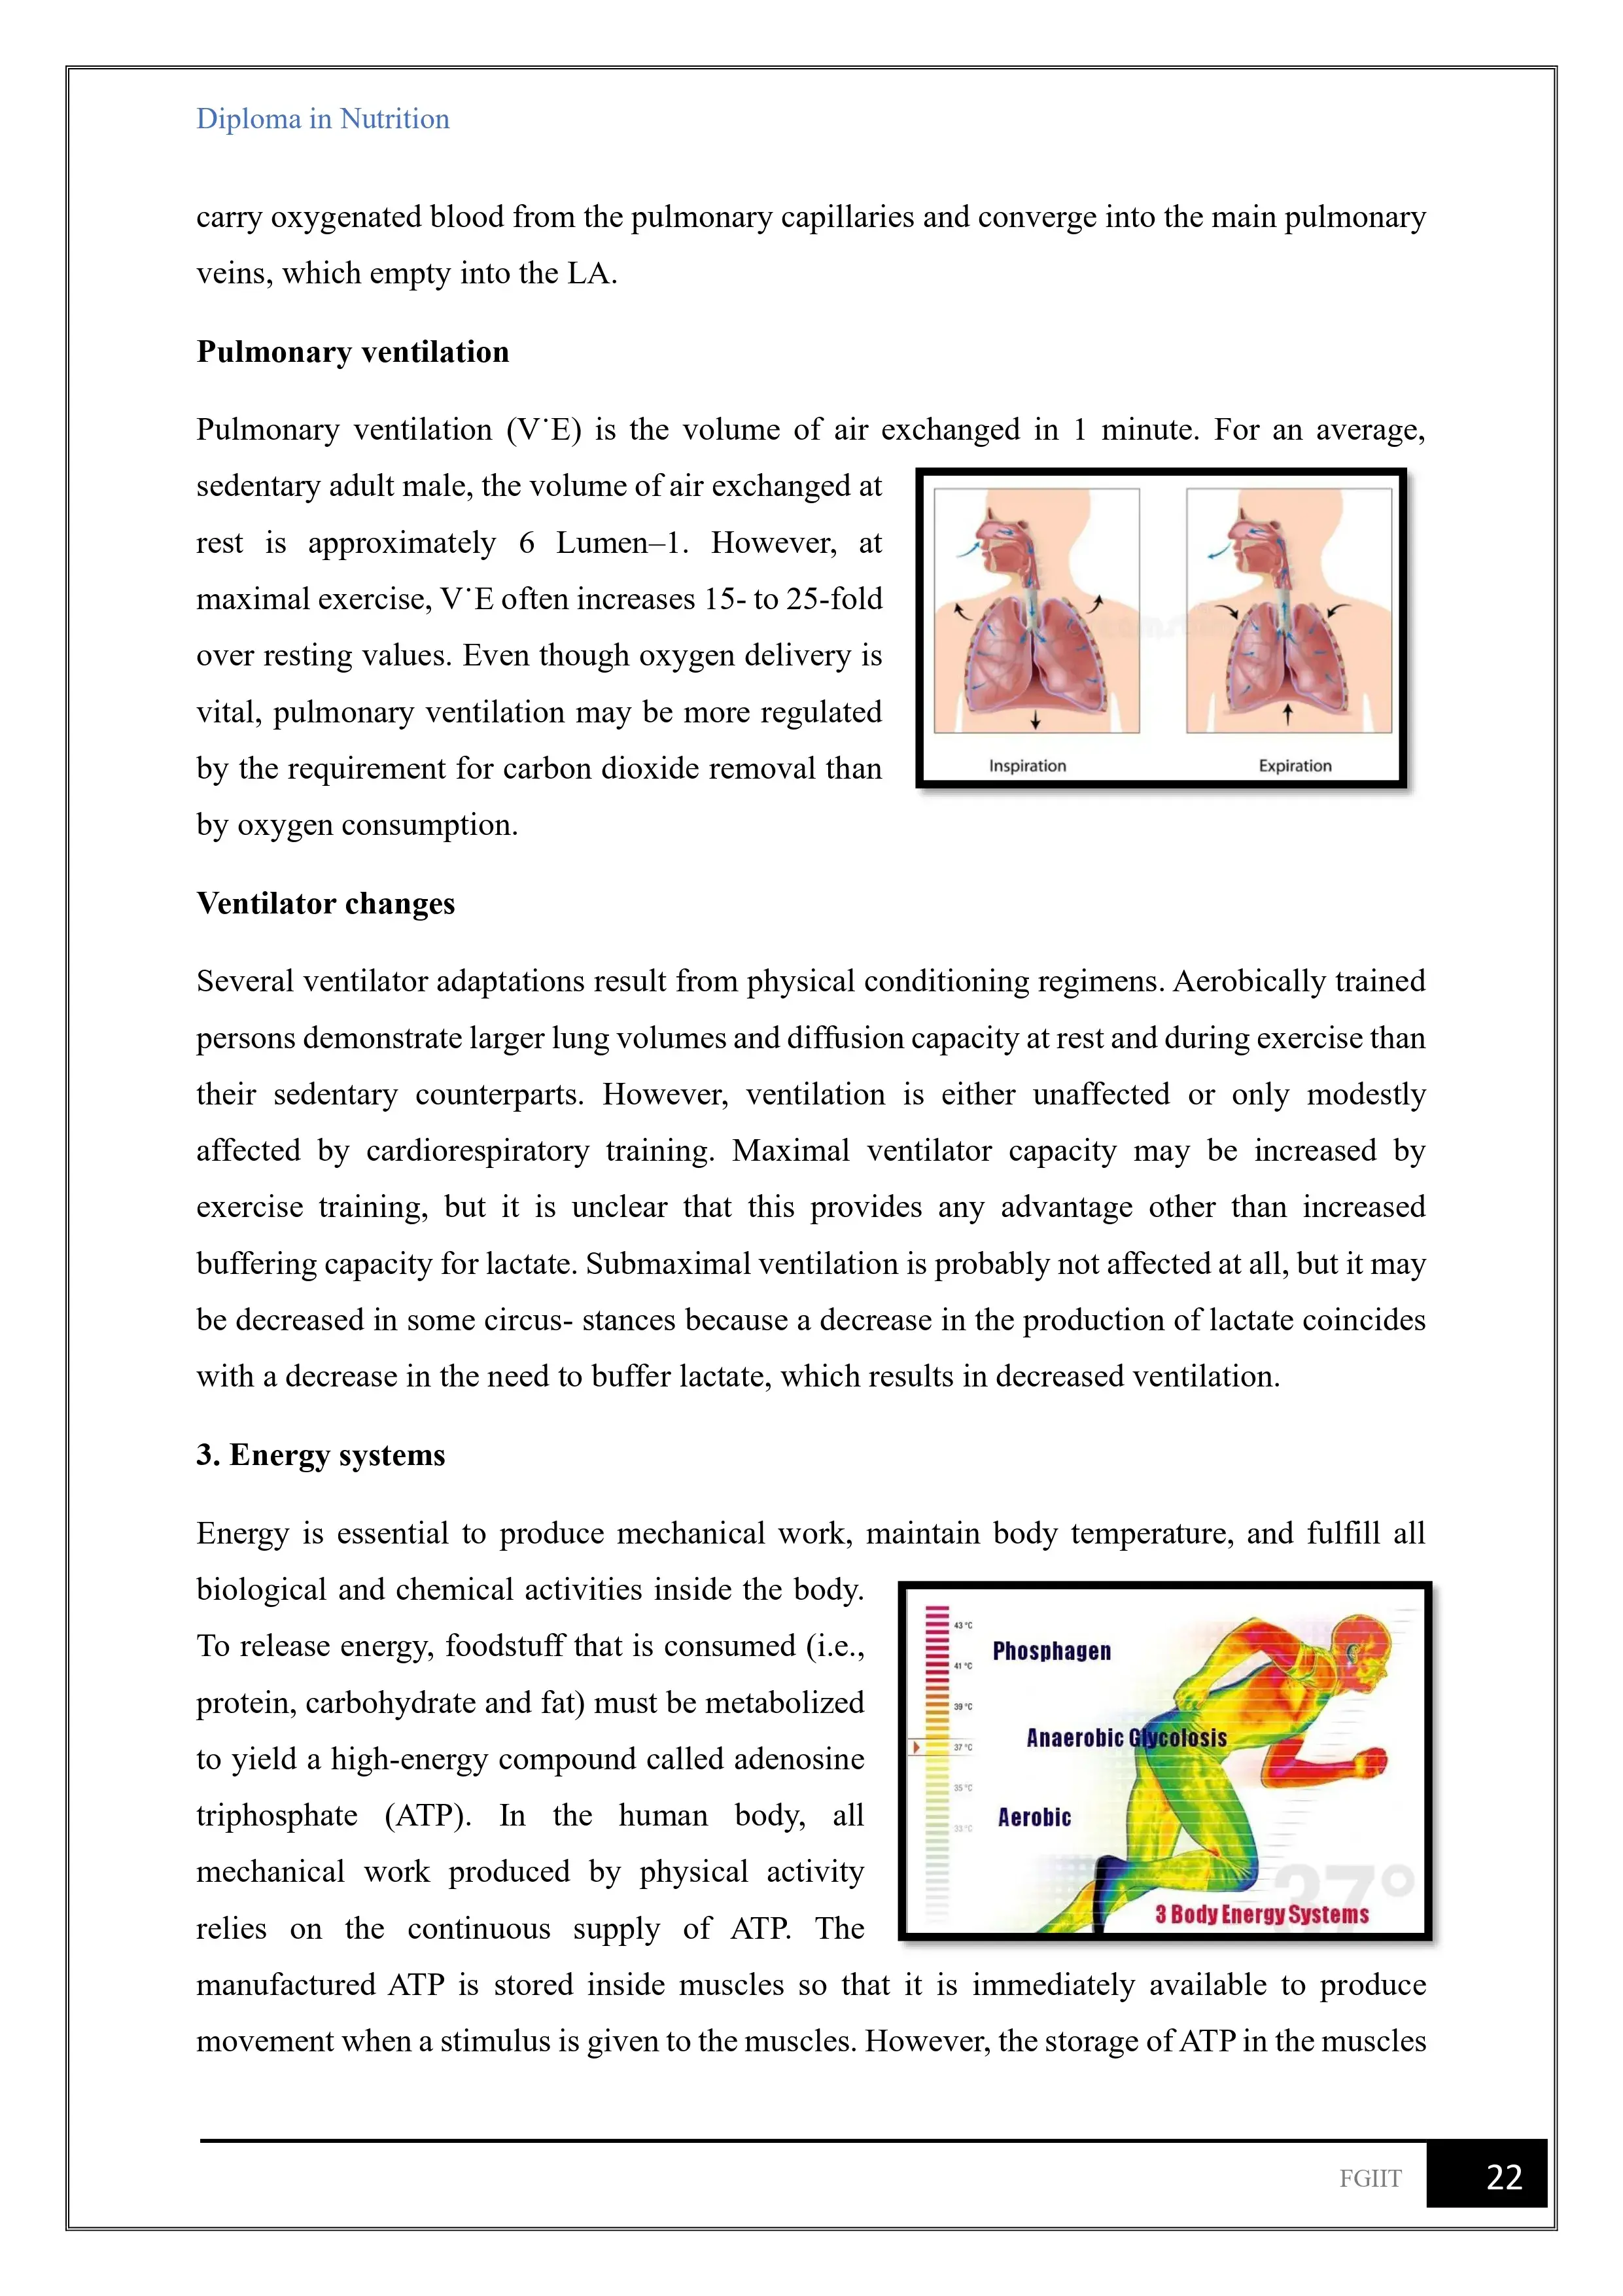 Diploma in Nutrition
carry oxygenated blood from the pulmonary capillaries and converge into the main pulmonary
veins, which empty into the LA.
Pulmonary ventilation
Pulmonary ventilation (V˙E) is the volume of air exchanged in 1 minute. For an average,
sedentary adult male, the volume of air exchanged at
rest is approximately 6 Lumen–1. However, at
maximal exercise, V˙E often increases 15- to 25-fold
over resting values. Even though oxygen delivery is
vital, pulmonary ventilation may be more regulated
by the requirement for carbon dioxide removal than
by oxygen consumption.
Inspiration
Expiration
Ventilator changes
Several ventilator adaptations result from physical conditioning regimens. Aerobically trained
persons demonstrate larger lung volumes and diffusion capacity at rest and during exercise than
their sedentary counterparts. However, ventilation is either unaffected or only modestly
affected by cardiorespiratory training. Maximal ventilator capacity may be increased by
exercise training, but it is unclear that this provides any advantage other than increased
buffering capacity for lactate. Submaximal ventilation is probably not affected at all, but it may
be decreased in some circus- stances because a decrease in the production of lactate coincides
with a decrease in the need to buffer lactate, which results in decreased ventilation.
3. Energy systems
Energy is essential to produce mechanical work, maintain body temperature, and fulfill all
biological and chemical activities inside the body.
To release energy, foodstuff that is consumed (i.e.,
protein, carbohydrate and fat) must be metabolized
to yield a high-energy compound called adenosine
triphosphate (ATP). In the human body, all
mechanical work produced by physical activity
relies on the continuous supply of ATP. The
43 °C
Phosphagen
41 °C
39 °C
Anaerobic Glycolosis
37 °C
35 °C
Aerobic
33 °C
37°
3 Body Energy Systems
manufactured ATP is stored inside muscles so that it is immediately available to produce
movement when a stimulus is given to the muscles. However, the storage of ATP in the muscles
FGIIT
22